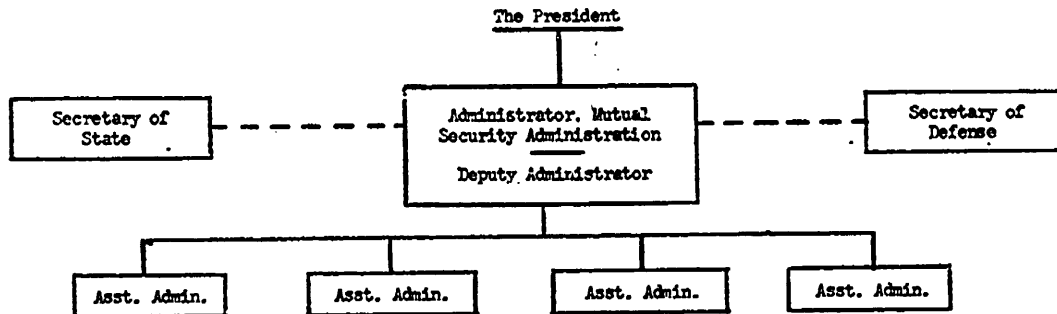 The President
Secretary of
State
Administrator. Mutual
Security Administration
Deputy Administrator
Secretary of
Defense
Asst. Admin.
Asst. Admin.
Asst. Admin.
Asst. Admin.